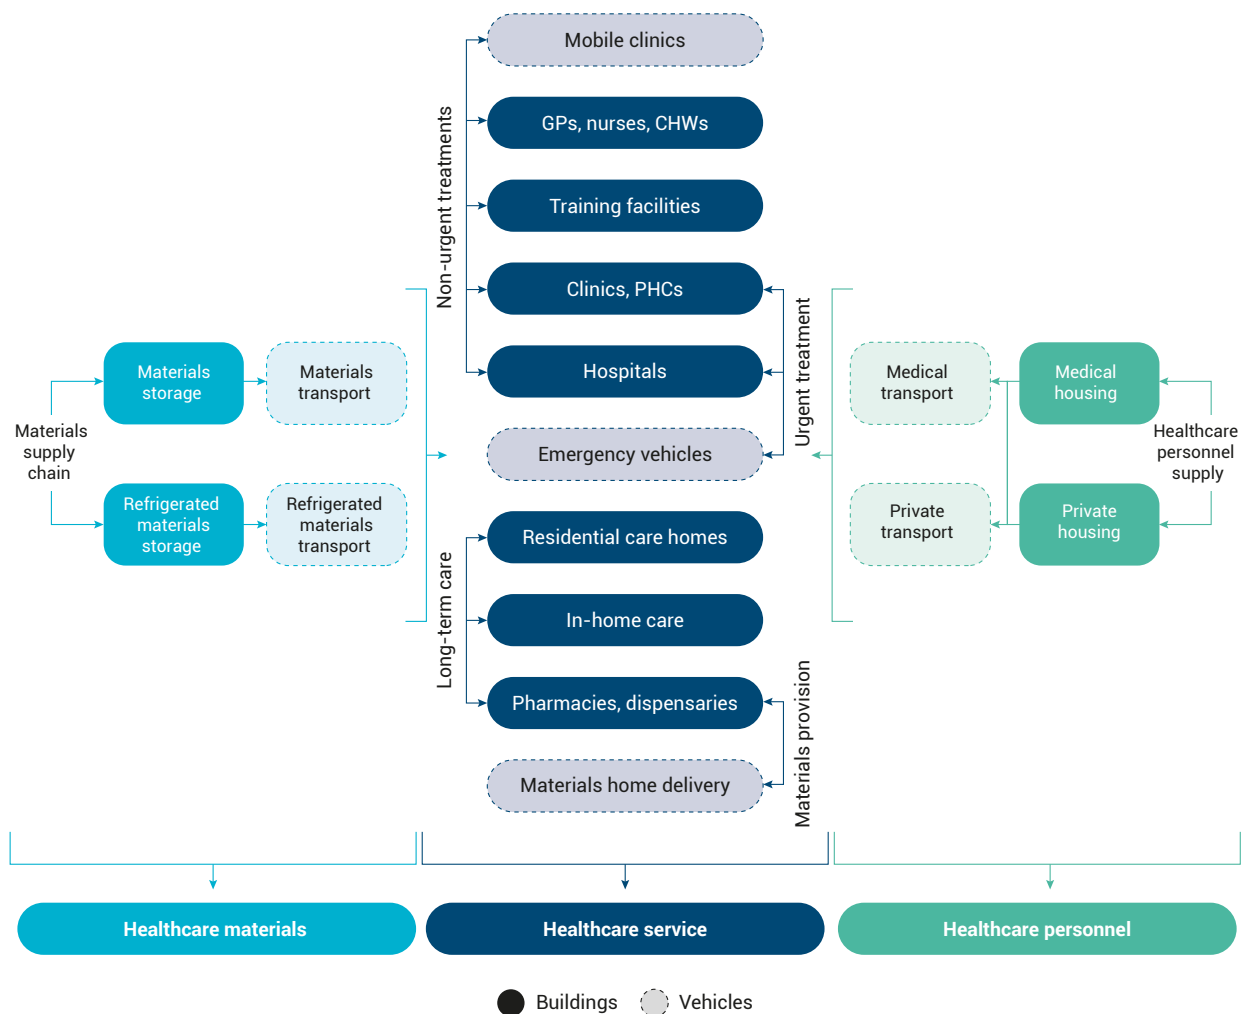 Mobile clinics
GPs, nurses, CHWs
Training facilities
Clinics, PHCs
Hospitals
Emergency vehicles
Residential care homes
In-home care
Pharmacies, dispensaries
Materials home delivery
Non-urgent treatments
Long-term care
Urgent treatment
Materials provision
Materials
supply
chain
Materials
storage
Materials
transport
Refrigerated
materials
storage
Refrigerated
materials
transport
Medical
transport
Medical
housing
Private
transport
Private
housing
Healthcare
personnel
supply
Healthcare materials
Healthcare service
Healthcare personnel
Buildings
Vehicles